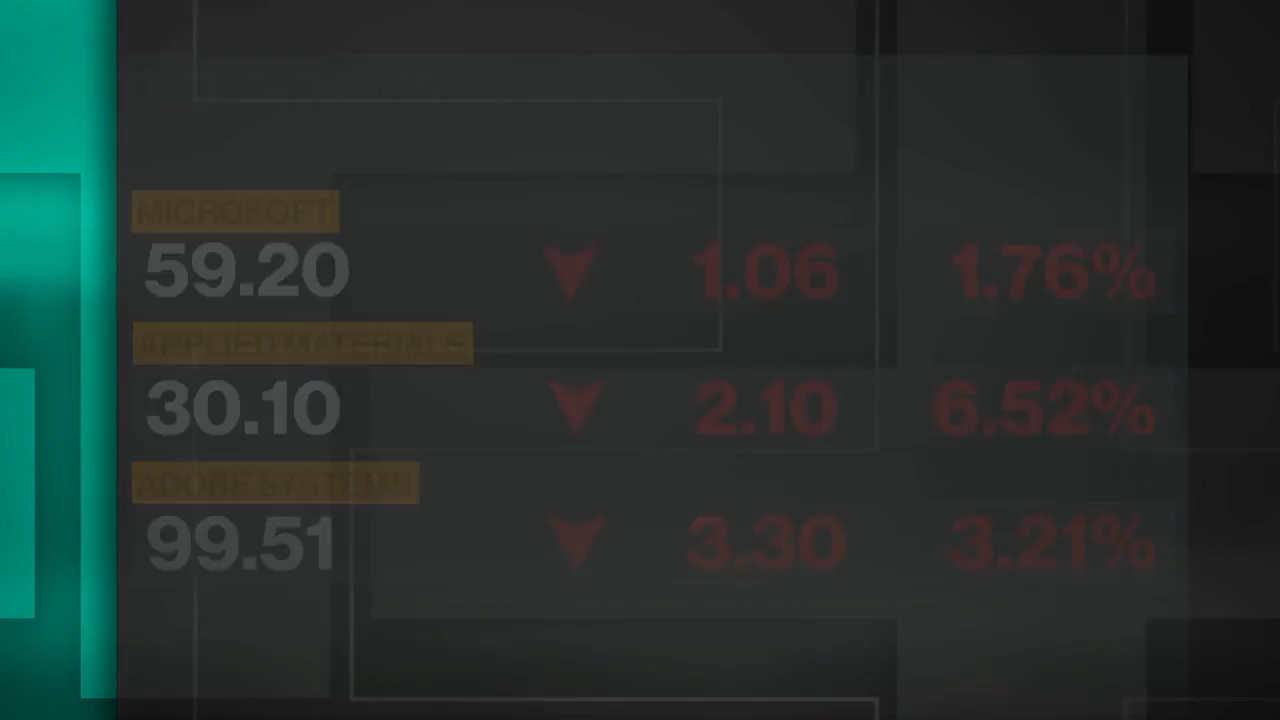 MICROSOFT
59.20 1.06 1.76%
APPLIED MATERIALS
30.10 2.10 6.52%
ADOBE SYSTEMS
99.51 3.30 3.21%